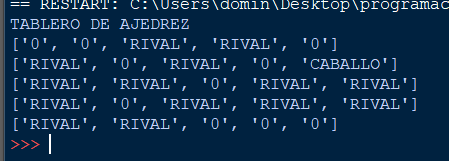 == RESTART: C:\Users\domin\Desktop\programac
TABLERO DE AJEDREZ
['0', '0', 'RIVAL', 'RIVAL', '0']
['RIVAL', '0', 'RIVAL', '0', 'CABALLO']
['RIVAL', 'RIVAL', '0', 'RIVAL', 'RIVAL']
['RIVAL', '0', 'RIVAL', 'RIVAL', 'RIVAL']
['RIVAL', 'RIVAL', '0', '0', '0']
>>>